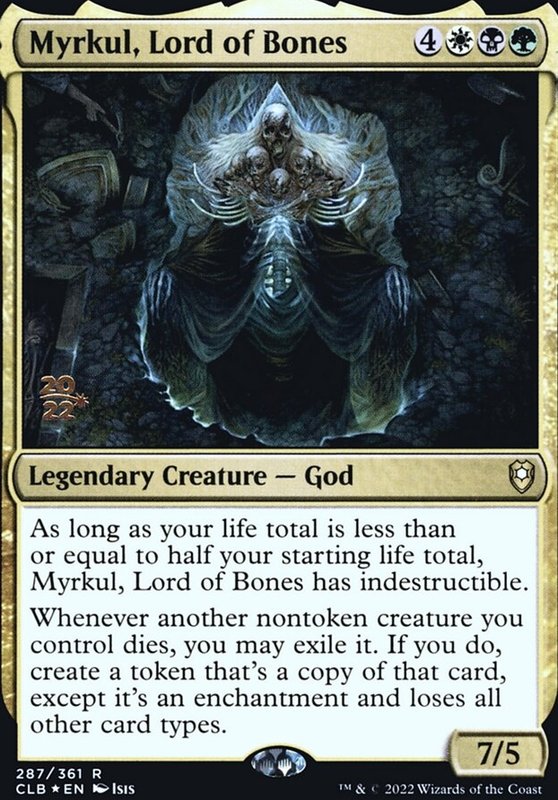 Myrkul, Lord of Bones 4
20
22
Legendary Creature — God
As long as your life total is less than
or equal to half your starting life total,
Myrkul, Lord of Bones has indestructible.
Whenever another nontoken creature you
control dies, you may exile it. If you do,
create a token that's a copy of that card,
except it's an enchantment and loses all
other card types.
7/5
287/361 R
CLB ★ EN Isis
™ & © 2022 Wizards of the Coast